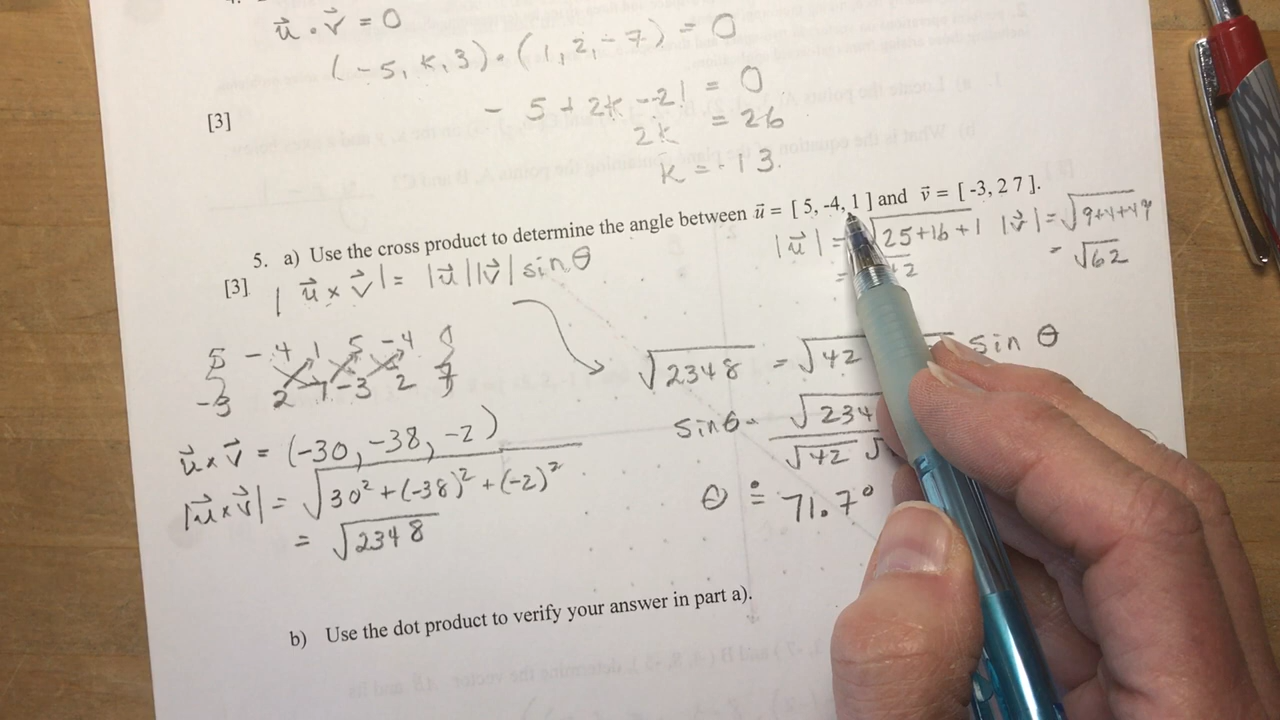 u⃗ · v⃗ = 0
(-5, k, 3) · (1, 2, -7) = 0
- 5 + 2k -21 = 0
[3]
2k = 26
k = 13.
5. a) Use the cross product to determine the angle between u⃗ = [ 5, -4, 1 ] and v⃗ = [ -3, 2 7 ].
[3]
|u⃗ × v⃗| = |u⃗||v⃗| sin θ
|u⃗| = √25+16+1
|v⃗| = √9+4+49
= √62
5 -4 1 5 -4 1
-3 2 7 -3 2 7
√2348 = √42 sin θ
u⃗ × v⃗ = (-30, -38, -2)
sin θ =
√42
|u⃗×v⃗| = √30² + (-38)² + (-2)²
= √2348
θ ≐ 71.7°
b) Use the dot product to verify your answer in part a).